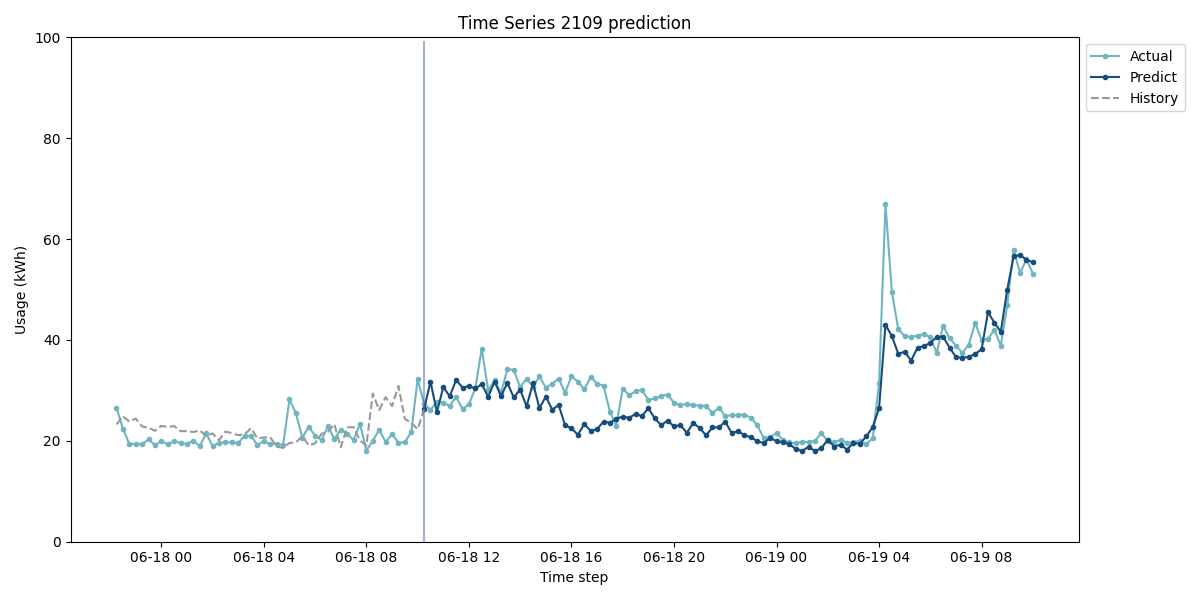 Time Series 2109 prediction
100
80
60
40
20
0
Usage (kWh)
06-18 00
06-18 04
06-18 08
06-18 12
06-18 16
06-18 20
06-19 00
06-19 04
06-19 08
Time step
Actual
Predict
History